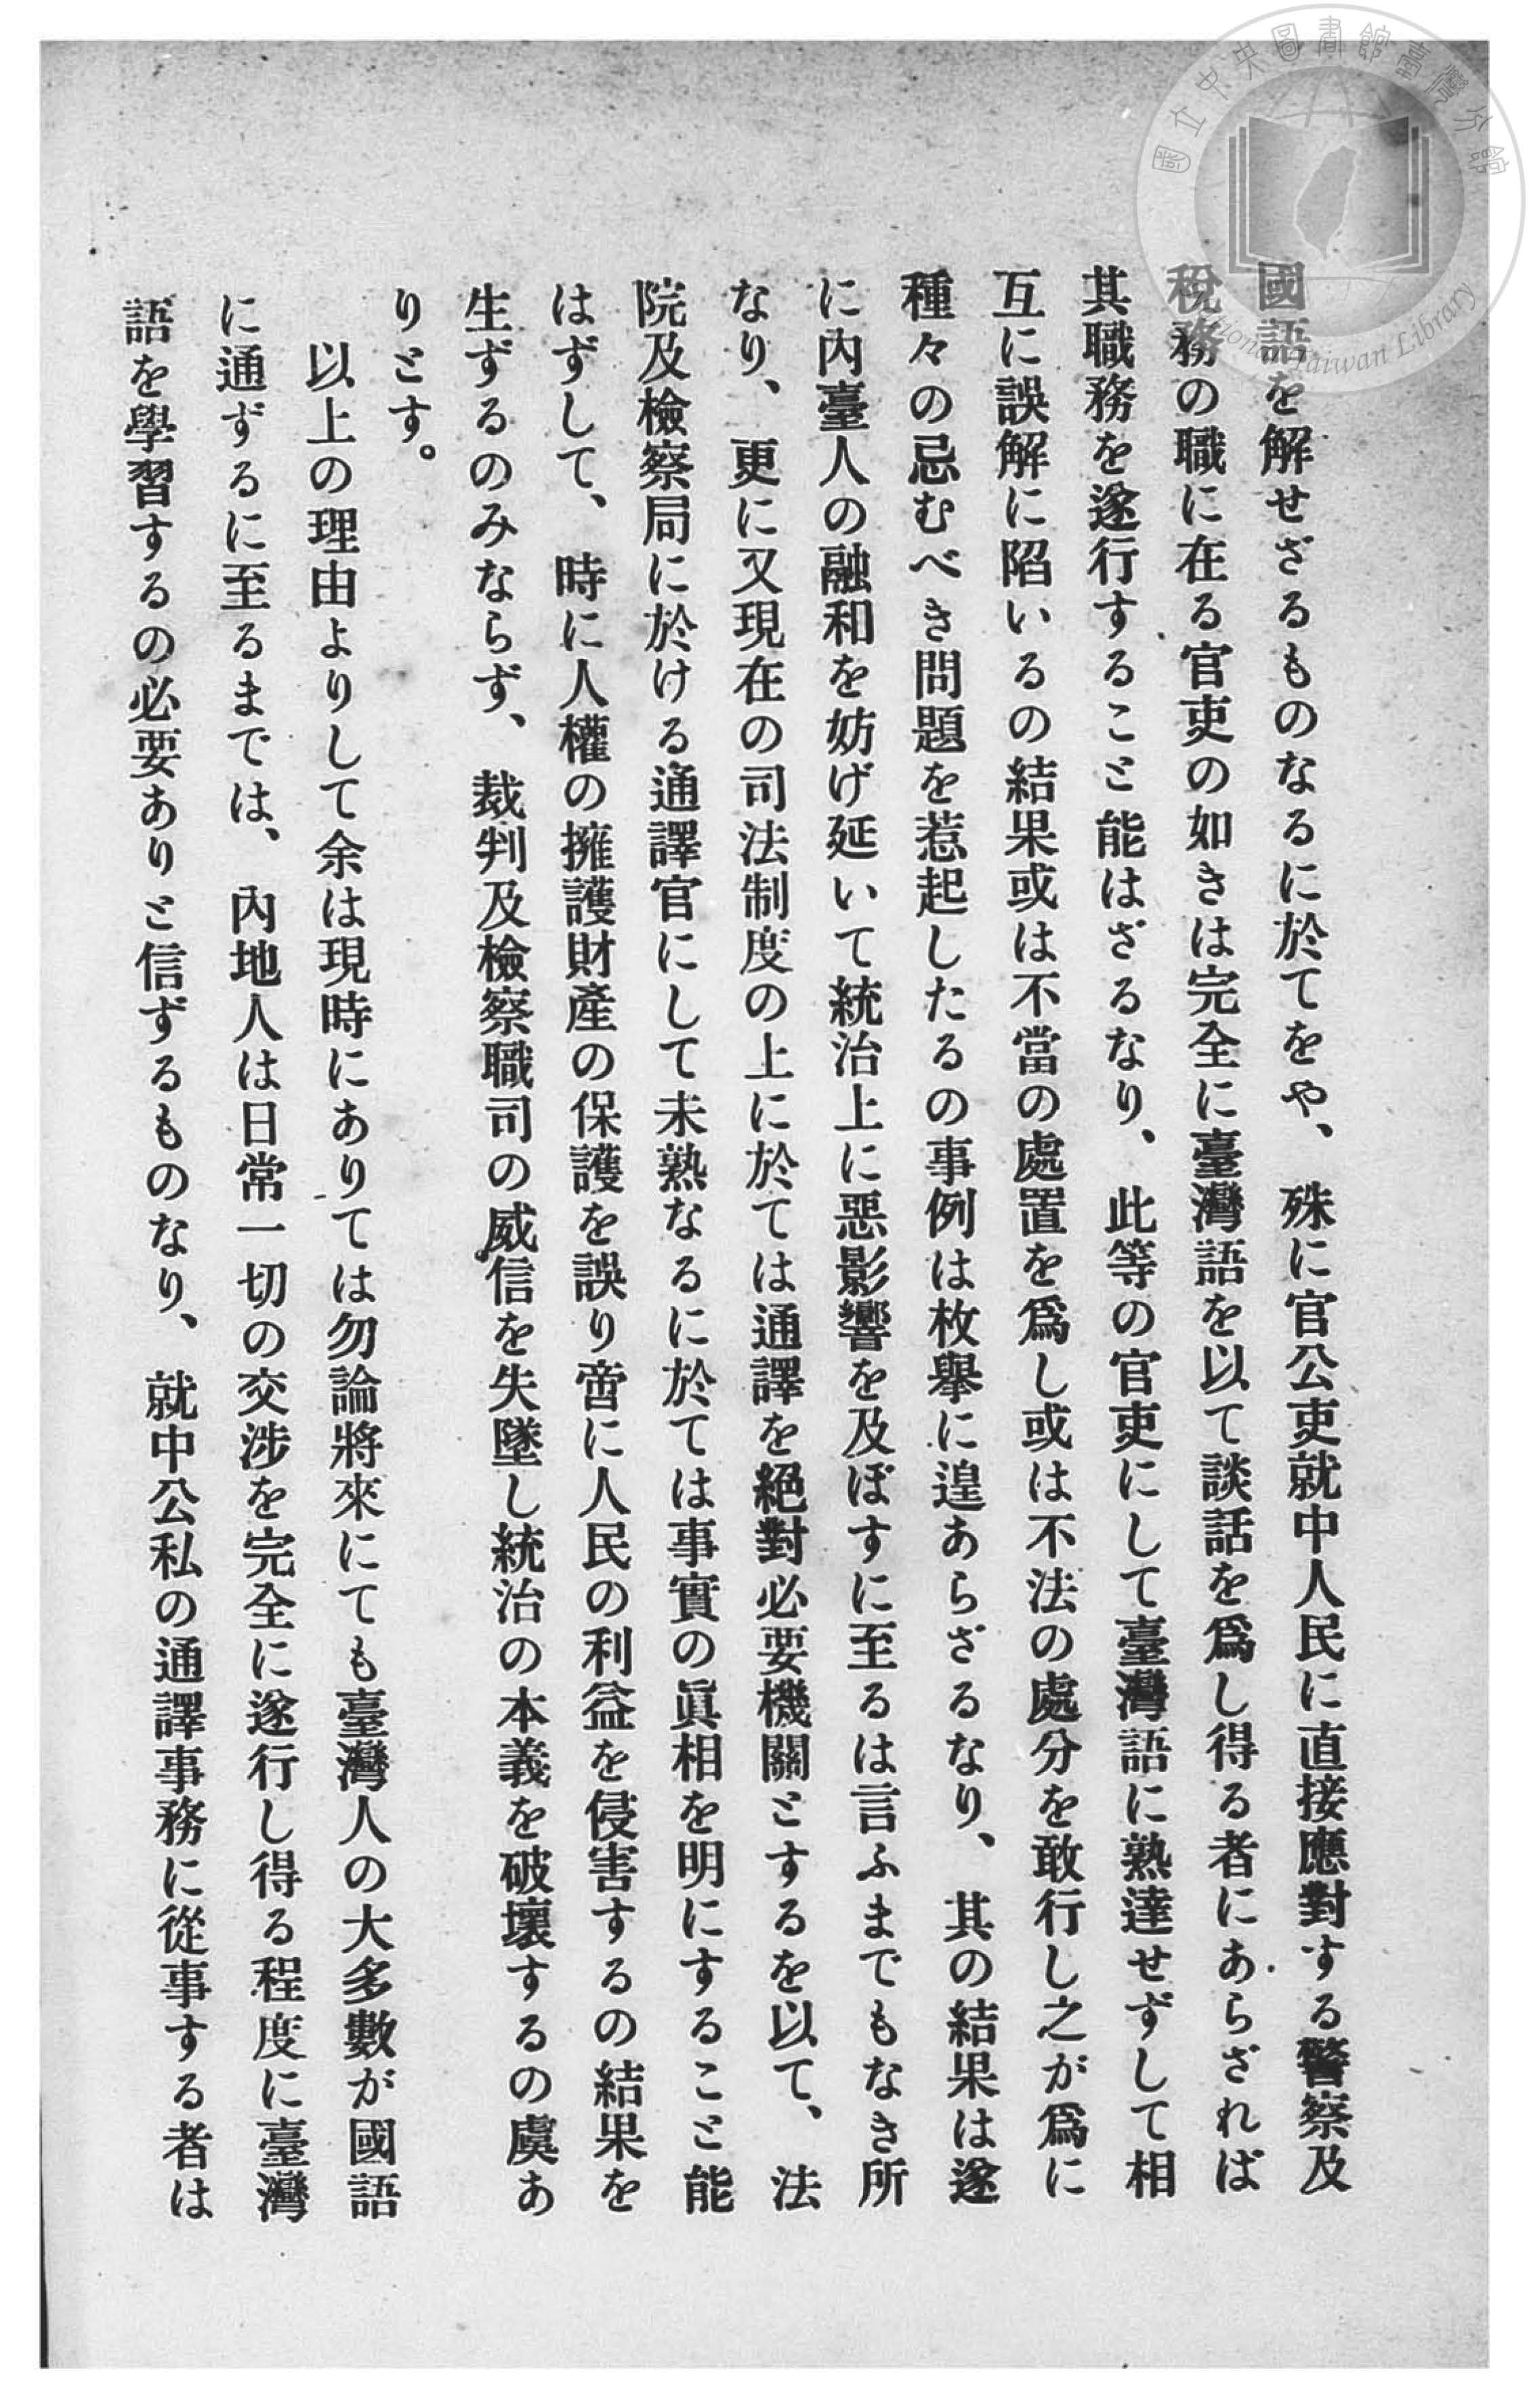 國立中央圖書館臺灣分館
National Taiwan Library
國語を解せざるものなるに於てをや、殊に官公吏就中人民に直接應對する警察及
稅務の職に在る官吏の如きは完全に臺灣語を以て談話を爲し得る者にあらざれば
其職務を遂行すること能はざるなり、此等の官吏にして臺灣語に熟達せずして相
互に誤解に陷いるの結果或は不當の處置を爲し或は不法の處分を敢行し之が爲に
種々の忌むべき問題を惹起したるの事例は枚擧に遑あらざるなり、其の結果は遂
に內臺人の融和を妨げ延いて統治上に惡影響を及ぼすに至るは言ふまでもなき所
なり、更に又現在の司法制度の上に於ては通譯を絕對必要機關とするを以て、法
院及檢察局に於ける通譯官にして未熟なるに於ては事實の眞相を明にすること能
はずして、時に人權の擁護財產の保護を誤り啻に人民の利益を侵害するの結果を
生ずるのみならず、裁判及檢察職司の威信を失墜し統治の本義を破壞するの虞あ
りとす。
以上の理由よりして余は現時にありては勿論將來にても臺灣人の大多數が國語
に通ずるに至るまでは、內地人は日常一切の交涉を完全に遂行し得る程度に臺灣
語を學習するの必要ありと信ずるものなり、就中公私の通譯事務に從事する者は